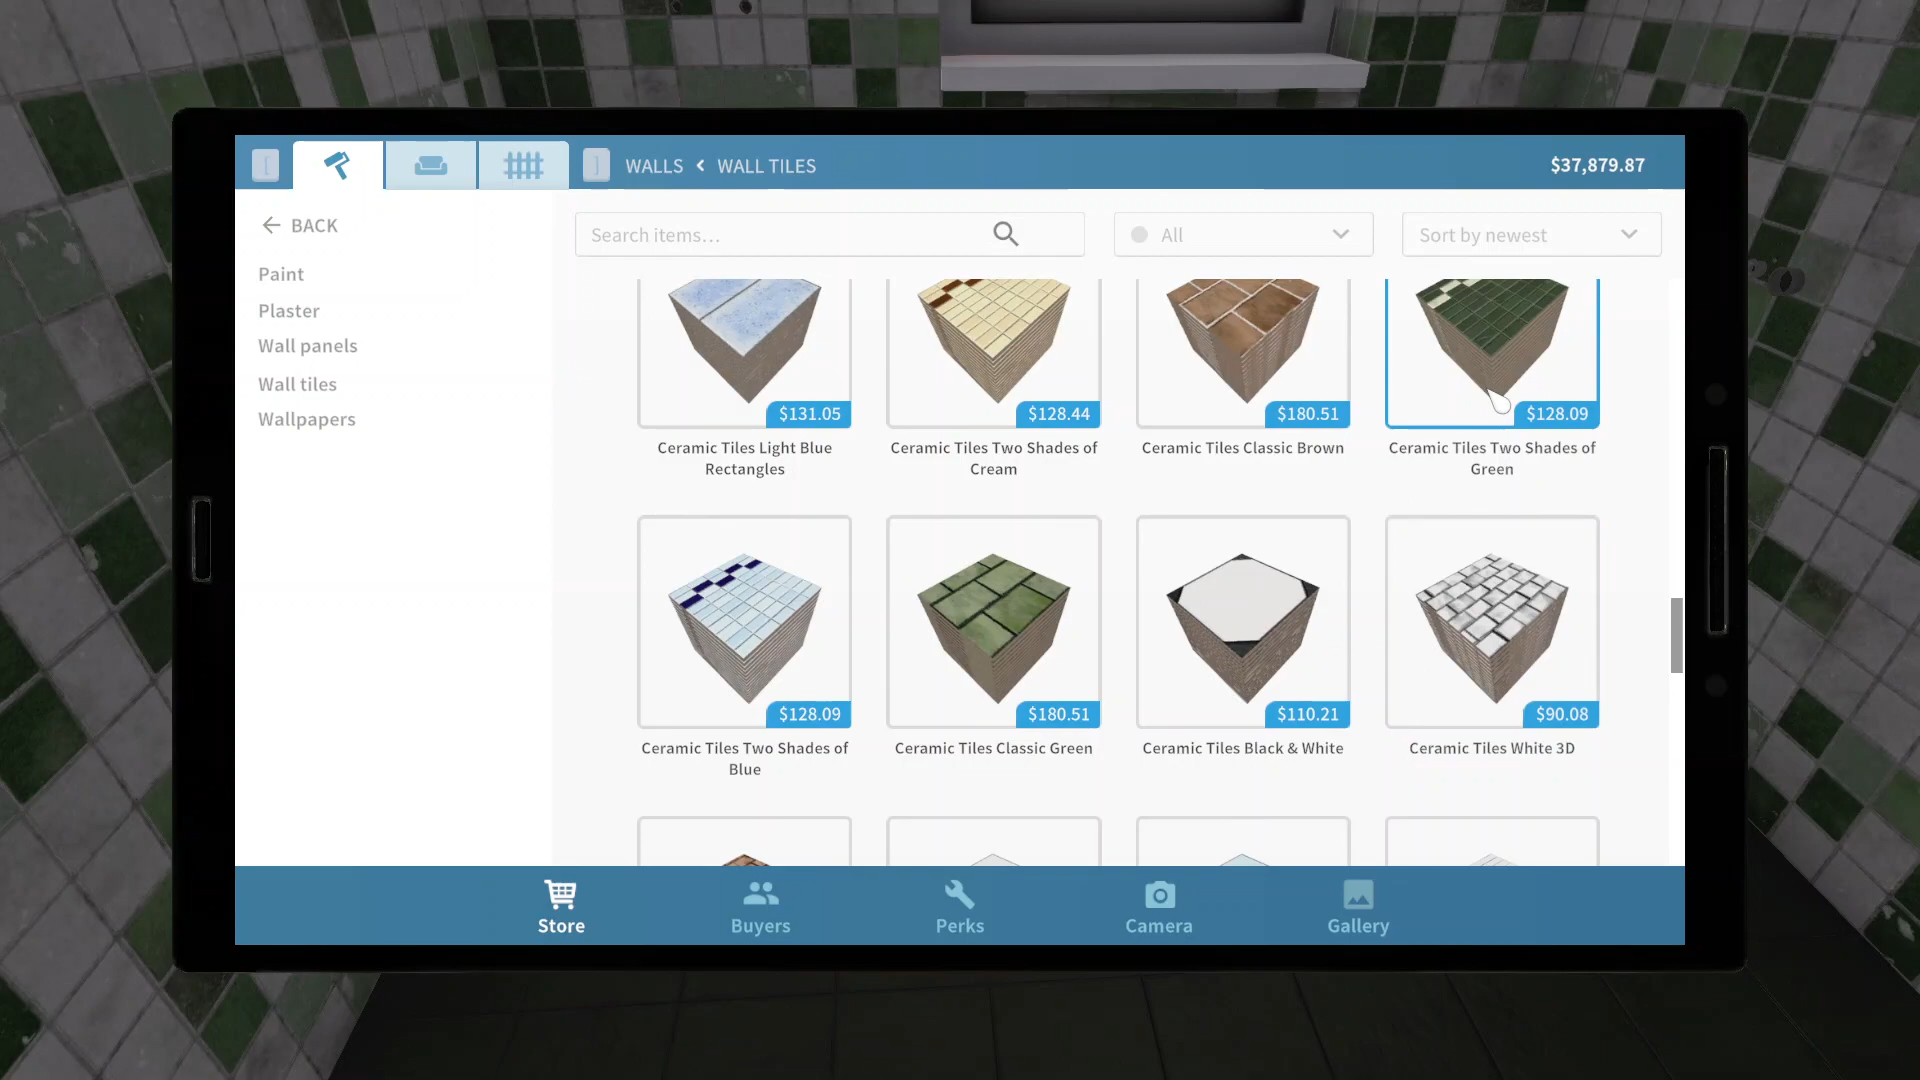 [
]
WALLS < WALL TILES
$37,879.87
BACK
Search items...
All
Sort by newest
Paint
Plaster
Wall panels
Wall tiles
Wallpapers
$131.05
$128.44
$180.51
$128.09
Ceramic Tiles Light Blue
Rectangles
Ceramic Tiles Two Shades of
Cream
Ceramic Tiles Classic Brown
Ceramic Tiles Two Shades of
Green
$128.09
$180.51
$110.21
$90.08
Ceramic Tiles Two Shades of
Blue
Ceramic Tiles Classic Green
Ceramic Tiles Black & White
Ceramic Tiles White 3D
Store
Buyers
Perks
Camera
Gallery